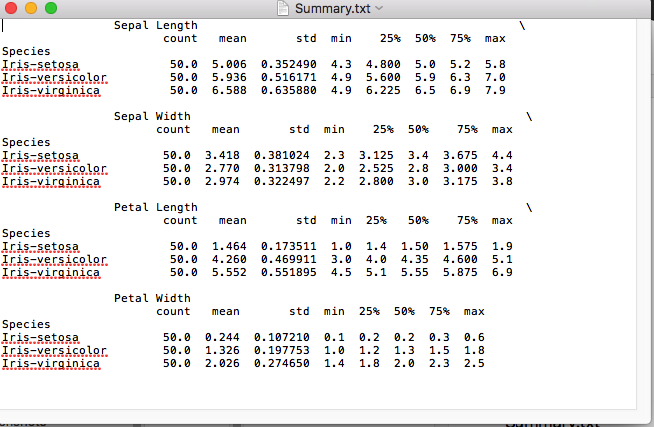 Summary.txt
Sepal Length \
count mean std min 25% 50% 75% max
Species
Iris-setosa 50.0 5.006 0.352490 4.3 4.800 5.0 5.2 5.8
Iris-versicolor 50.0 5.936 0.516171 4.9 5.600 5.9 6.3 7.0
Iris-virginica 50.0 6.588 0.635880 4.9 6.225 6.5 6.9 7.9
Sepal Width \
count mean std min 25% 50% 75% max
Species
Iris-setosa 50.0 3.418 0.381024 2.3 3.125 3.4 3.675 4.4
Iris-versicolor 50.0 2.770 0.313798 2.0 2.525 2.8 3.000 3.4
Iris-virginica 50.0 2.974 0.322497 2.2 2.800 3.0 3.175 3.8
Petal Length \
count mean std min 25% 50% 75% max
Species
Iris-setosa 50.0 1.464 0.173511 1.0 1.4 1.50 1.575 1.9
Iris-versicolor 50.0 4.260 0.469911 3.0 4.0 4.35 4.600 5.1
Iris-virginica 50.0 5.552 0.551895 4.5 5.1 5.55 5.875 6.9
Petal Width
count mean std min 25% 50% 75% max
Species
Iris-setosa 50.0 0.244 0.107210 0.1 0.2 0.2 0.3 0.6
Iris-versicolor 50.0 1.326 0.197753 1.0 1.2 1.3 1.5 1.8
Iris-virginica 50.0 2.026 0.274650 1.4 1.8 2.0 2.3 2.5
Summary.txt